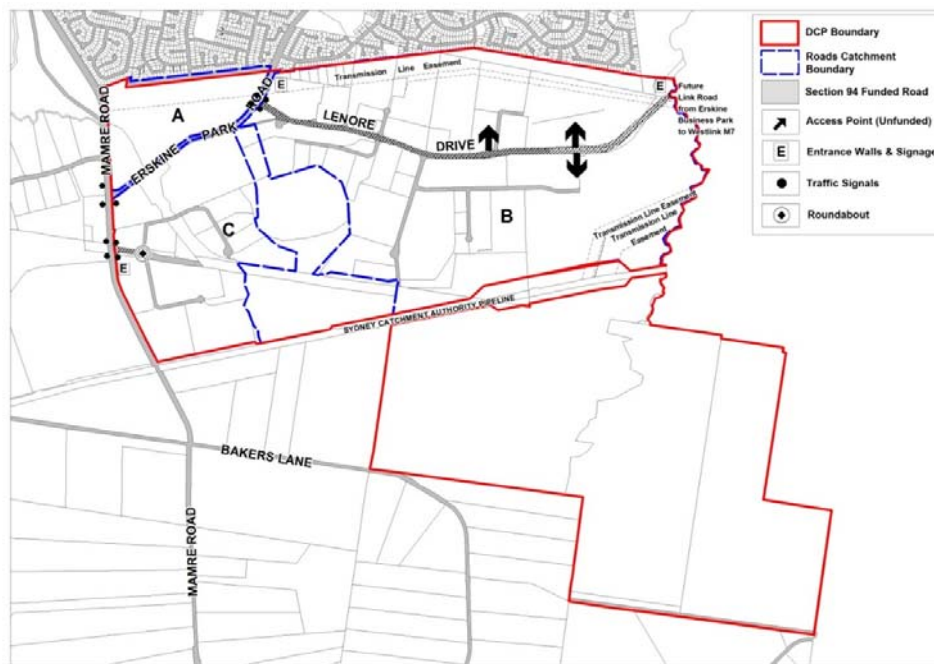 DCP Boundary
Roads Catchment
Boundary
Section 94 Funded Road
Access Point (Unfunded)
E
Entrance Walls & Signage
Traffic Signals
Roundabout
Transmission Line Easement
E
E
Future
Link Road
from Erskine
Business Park
to Westlink M7
A
MAMRE ROAD
ERSKINE PARK ROAD
LENORE DRIVE
B
C
Transmission Line Easement
Transmission Line
Easement
E
SYDNEY CATCHMENT AUTHORITY PIPELINE
BAKERS LANE
MAMRE ROAD